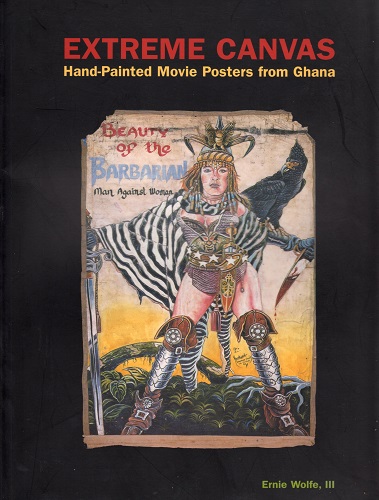 EXTREME CANVAS
Hand-Painted Movie Posters from Ghana
BEAUTY
of the
BARBARIAN
Man Against Woman
Ernie Wolfe, III